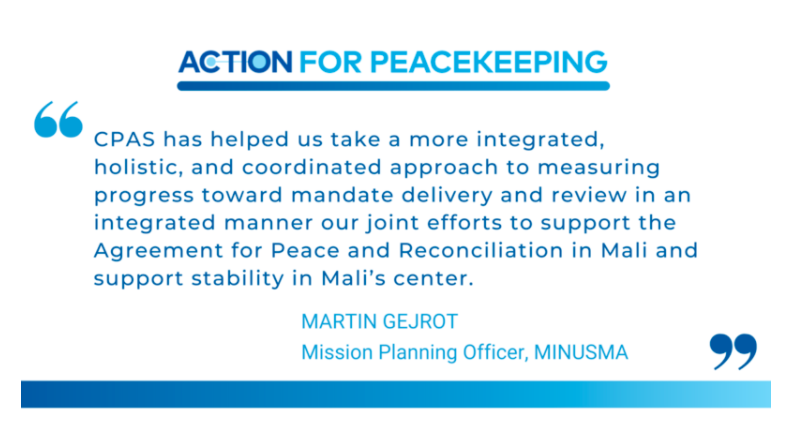 ACTION FOR PEACEKEEPING
“
CPAS has helped us take a more integrated,
holistic, and coordinated approach to measuring
progress toward mandate delivery and review in an
integrated manner our joint efforts to support the
Agreement for Peace and Reconciliation in Mali and
support stability in Mali’s center.
MARTIN GEJROT
Mission Planning Officer, MINUSMA
”